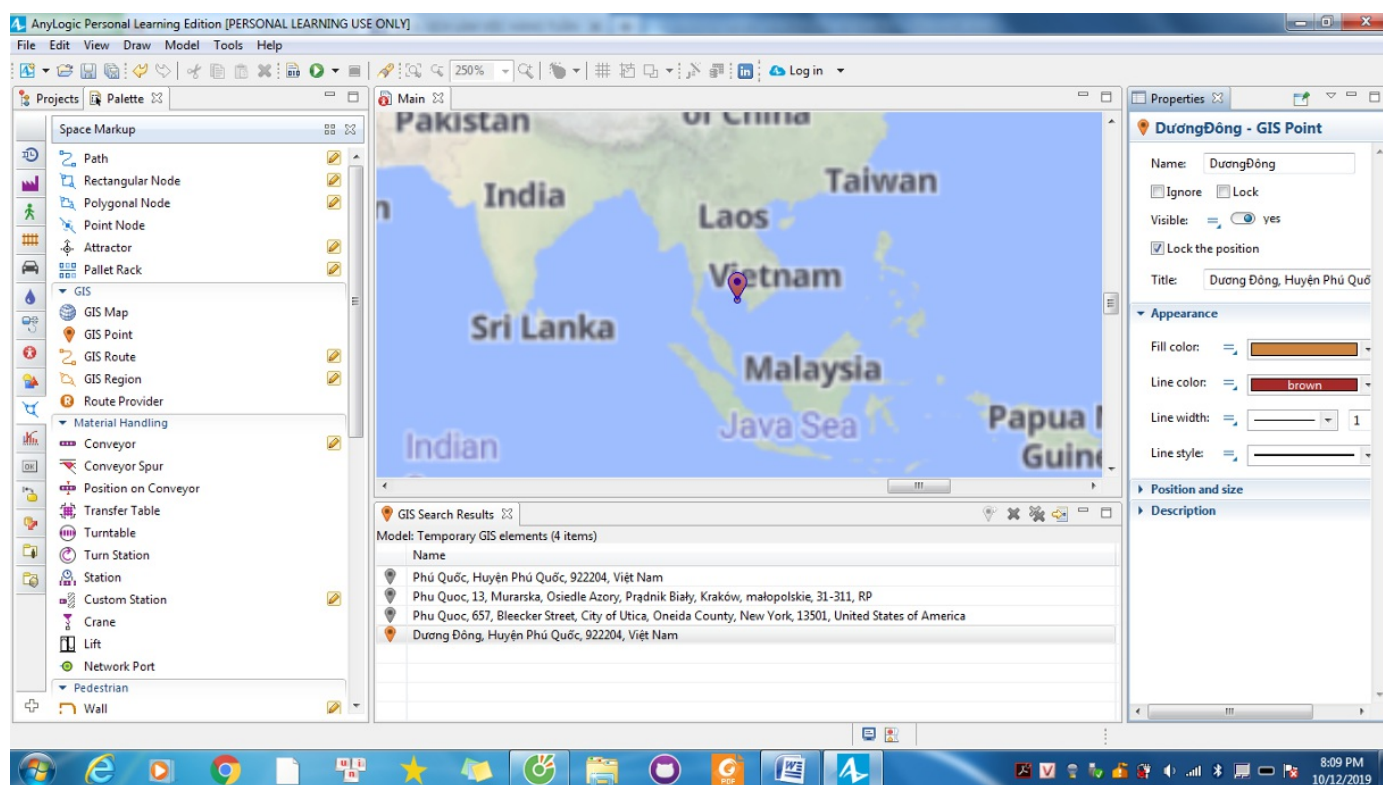 AnyLogic Personal Learning Edition [PERSONAL LEARNING USE ONLY]
File Edit View Draw Model Tools Help
250%
Log in
Projects Palette
Space Markup
Path
Rectangular Node
Polygonal Node
Point Node
Attractor
Pallet Rack
GIS
GIS Map
GIS Point
GIS Route
GIS Region
Route Provider
Material Handling
Conveyor
Conveyor Spur
Position on Conveyor
Transfer Table
Turntable
Turn Station
Station
Custom Station
Crane
Lift
Network Port
Pedestrian
Wall
Main
Pakistan
of China
India
Taiwan
Laos
Vietnam
Sri Lanka
Malaysia
Java Sea
Papua
Indian
GIS Search Results
Model: Temporary GIS elements (4 items)
Name
Phú Quốc, Huyện Phú Quốc, 922204, Việt Nam
Phu Quoc, 13, Murarska, Osiedle Azory, Prądnik Biały, Kraków, małopolskie, 31-311, RP
Phu Quoc, 657, Bleecker Street, City of Utica, Oneida County, New York, 13501, United States of America
Dương Đông, Huyện Phú Quốc, 922204, Việt Nam
Properties
DươngĐông - GIS Point
Name: DươngĐông
Ignore Lock
Visible: yes
Lock the position
Title: Dương Đông, Huyện Phú Quố
Appearance
Fill color:
Line color: brown
Line width: 1
Line style:
Position and size
Description
8:09 PM
10/12/2019